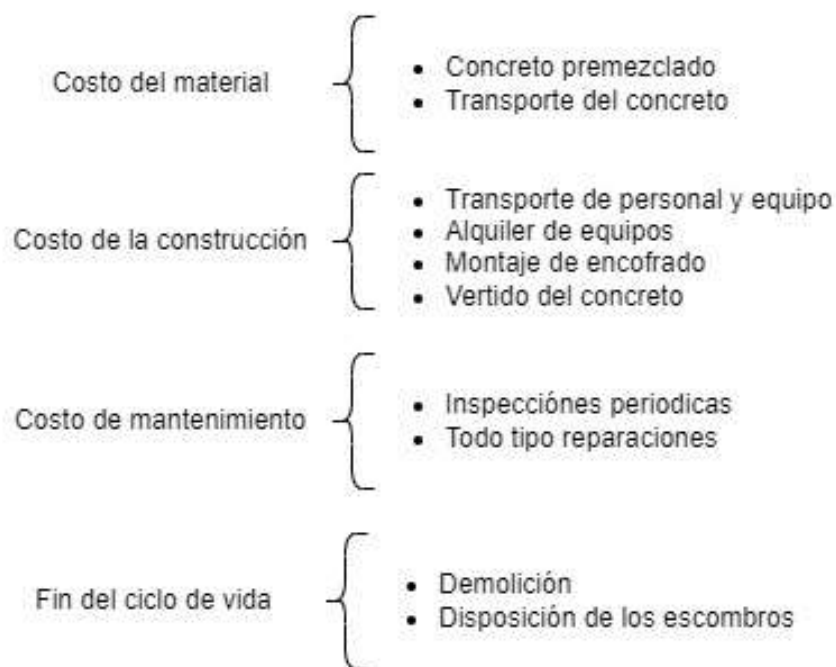 Costo del material
• Concreto premezclado
• Transporte del concreto
Costo de la construcción
• Transporte de personal y equipo
• Alquiler de equipos
• Montaje de encofrado
• Vertido del concreto
Costo de mantenimiento
• Inspecciónes periodicas
• Todo tipo reparaciones
Fin del ciclo de vida
• Demolición
• Disposición de los escombros